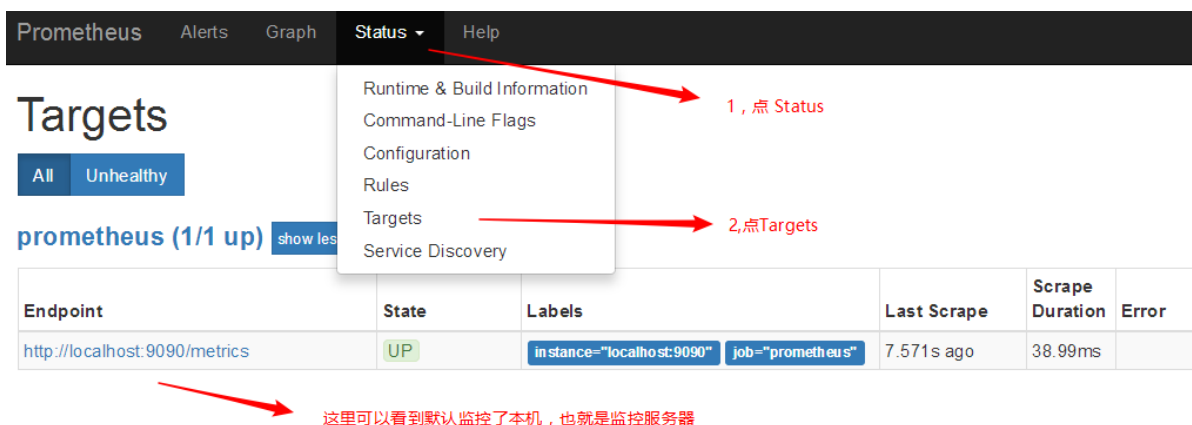 Prometheus Alerts Graph Status Help
Runtime & Build Information
1，点 Status
Targets
Command-Line Flags
Configuration
All Unhealthy
Rules
Targets
2,点Targets
prometheus (1/1 up) show les
Service Discovery
Endpoint State Labels Last Scrape Scrape Duration Error
http://localhost:9090/metrics UP instance="localhost:9090" job="prometheus" 7.571s ago 38.99ms
这里可以看到默认监控了本机，也就是监控服务器